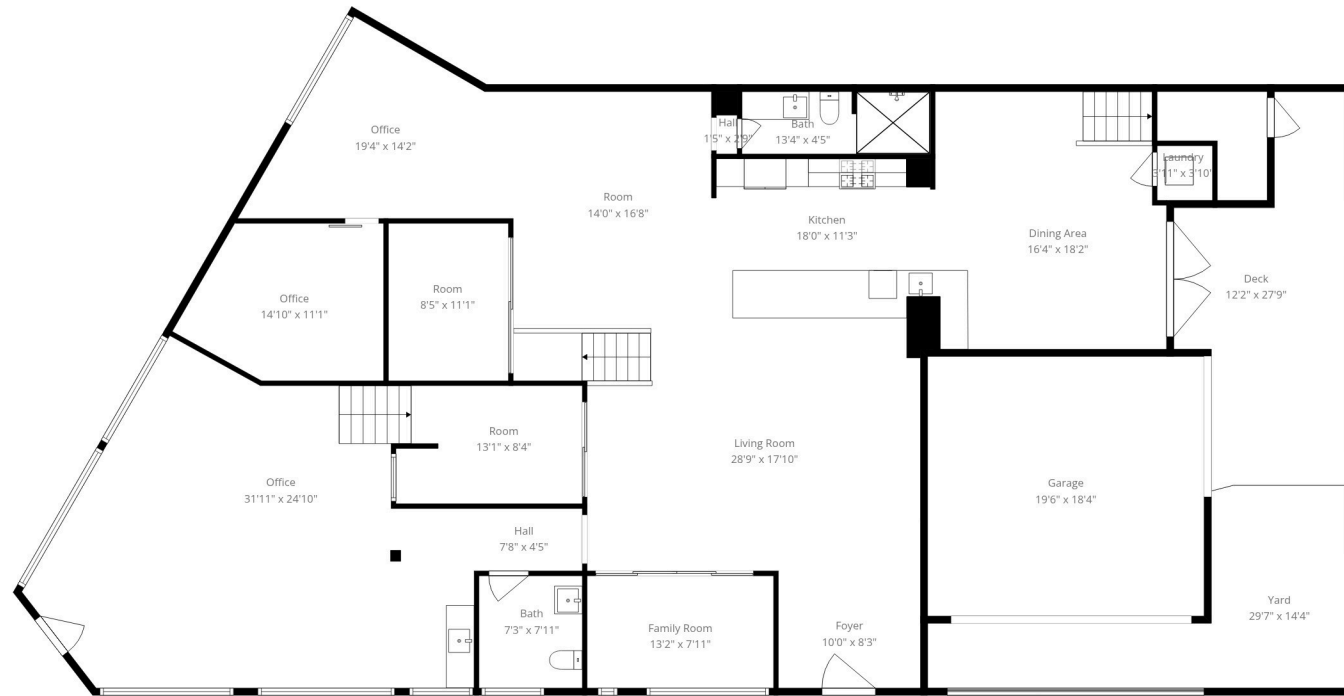 Office
19'4" x 14'2"
Hall
1'5" x 2'9"
Bath
13'4" x 4'5"
Laundry
3'11" x 3'10"
Room
14'0" x 16'8"
Kitchen
18'0" x 11'3"
Dining Area
16'4" x 18'2"
Deck
12'2" x 27'9"
Office
14'10" x 11'1"
Room
8'5" x 11'1"
Room
13'1" x 8'4"
Living Room
28'9" x 17'10"
Office
31'11" x 24'10"
Garage
19'6" x 18'4"
Hall
7'8" x 4'5"
Bath
7'3" x 7'11"
Family Room
13'2" x 7'11"
Foyer
10'0" x 8'3"
Yard
29'7" x 14'4"